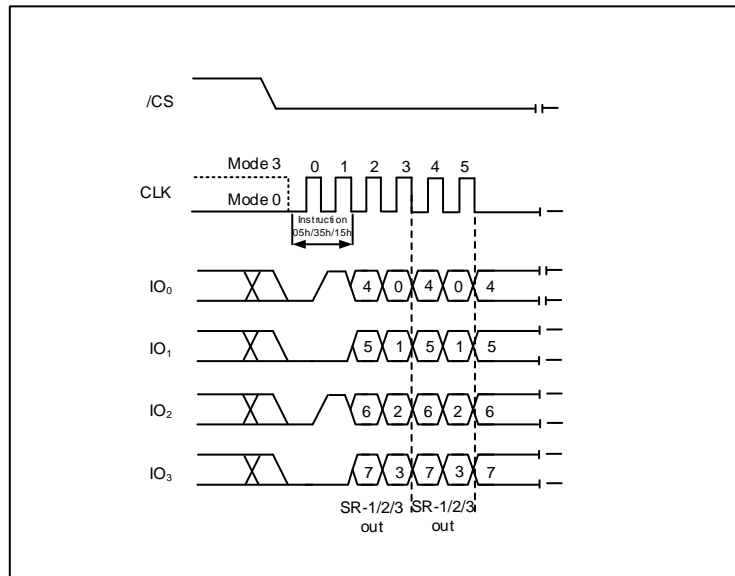 /CS
Mode 3 0 1 2 3 4 5
CLK
Mode 0
Instruction
05h/35h/15h
IO₀ 4 0 4 0 4
IO₁ 5 1 5 1 5
IO₂ 6 2 6 2 6
IO₃ 7 3 7 3 7
SR-1/2/3 SR-1/2/3
out out